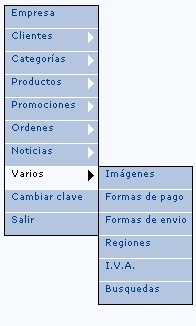 Empresa
Clientes
Categorías
Productos
Promociones
Ordenes
Noticias
Varios
Cambiar clave
Salir
Imágenes
Formas de pago
Formas de envio
Regiones
I.V.A.
Busquedas